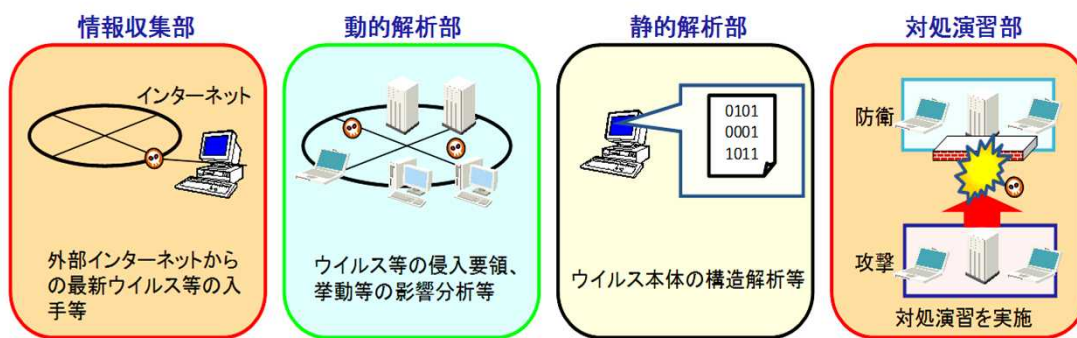 情報収集部
インターネット
外部インターネットから
の最新ウイルス等の入
手等
動的解析部
ウイルス等の侵入要領、
挙動等の影響分析等
静的解析部
0101
0001
1011
ウイルス本体の構造解析等
対処演習部
防衛
攻撃
対処演習を実施